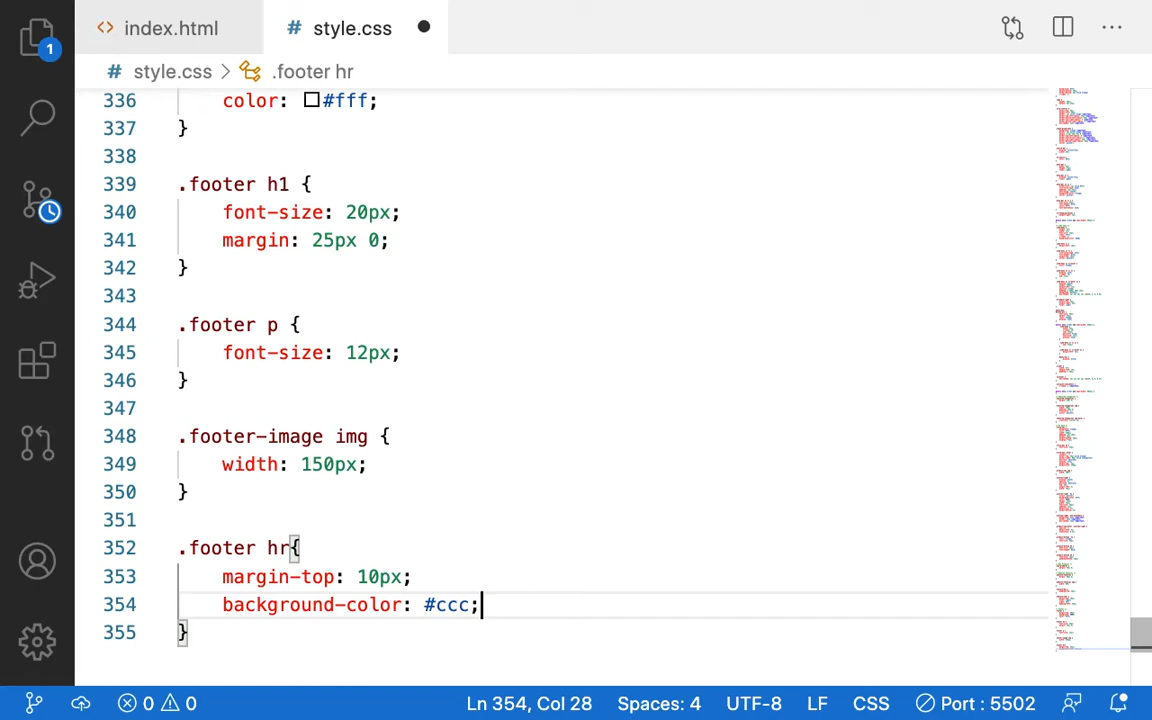 index.html
# style.css
1
# style.css > .footer hr
336 color: #fff;
337 }
338
339 .footer h1 {
340 font-size: 20px;
341 margin: 25px 0;
342 }
343
344 .footer p {
345 font-size: 12px;
346 }
347
348 .footer-image img {
349 width: 150px;
350 }
351
352 .footer hr{
353 margin-top: 10px;
354 background-color: #ccc;
355 }
0 0 Ln 354, Col 28 Spaces: 4 UTF-8 LF CSS Port : 5502